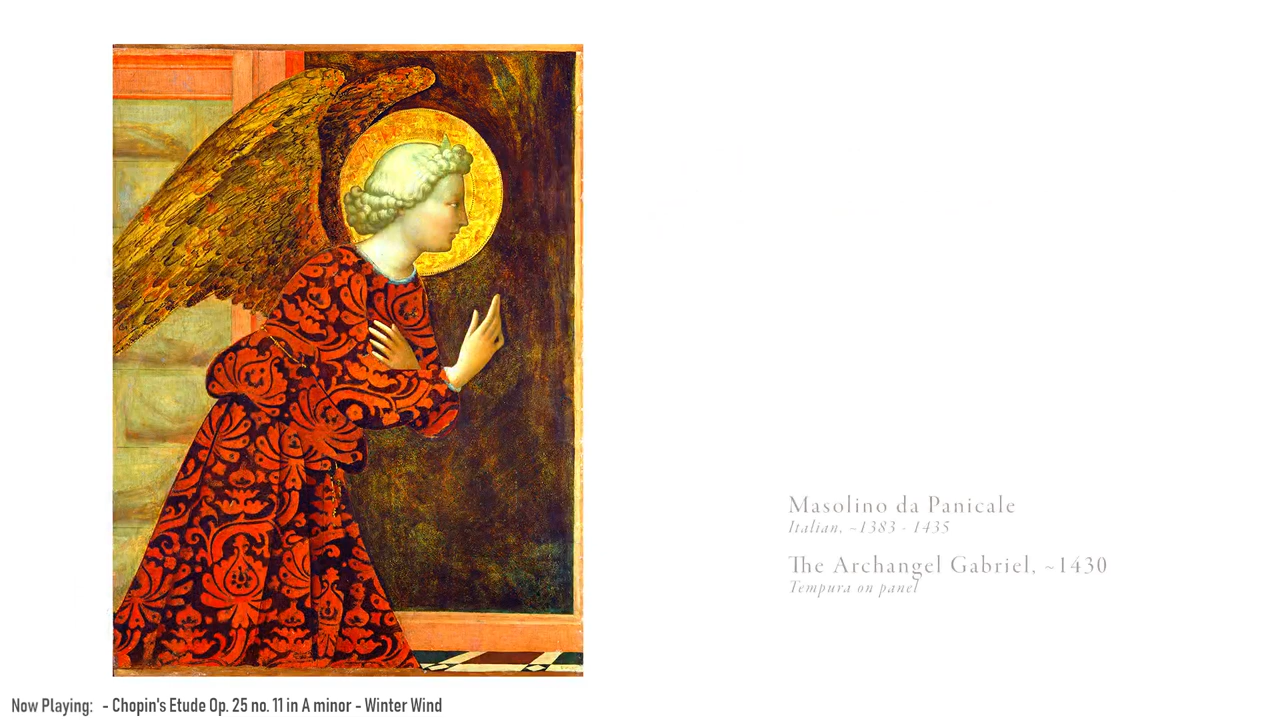 Masolino da Panicale
Italian, ~1383 - 1435
The Archangel Gabriel, ~1430
Tempura on panel
Now Playing: - Chopin's Etude Op. 25 no. 11 in A minor - Winter Wind